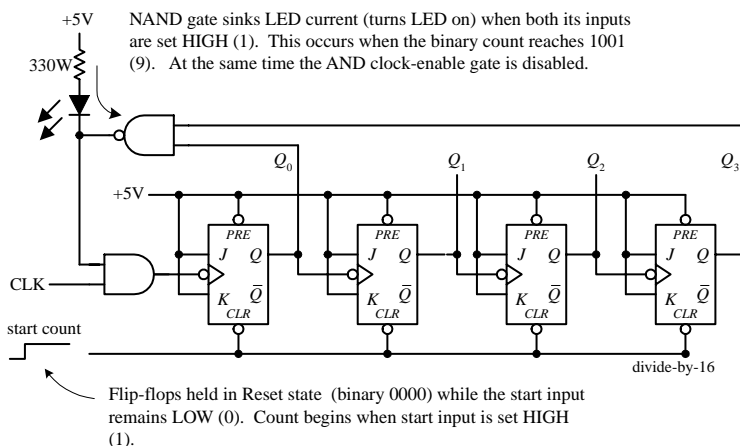 +5V
NAND gate sinks LED current (turns LED on) when both its inputs
are set HIGH (1). This occurs when the binary count reaches 1001
(9). At the same time the AND clock-enable gate is disabled.
330W
Q0 Q1 Q2 Q3
+5V
PRE PRE PRE PRE
J Q J Q J Q J Q
CLK
K Q̅ K Q̅ K Q̅ K Q̅
CLR CLR CLR CLR
start count
divide-by-16
Flip-flops held in Reset state (binary 0000) while the start input
remains LOW (0). Count begins when start input is set HIGH
(1).